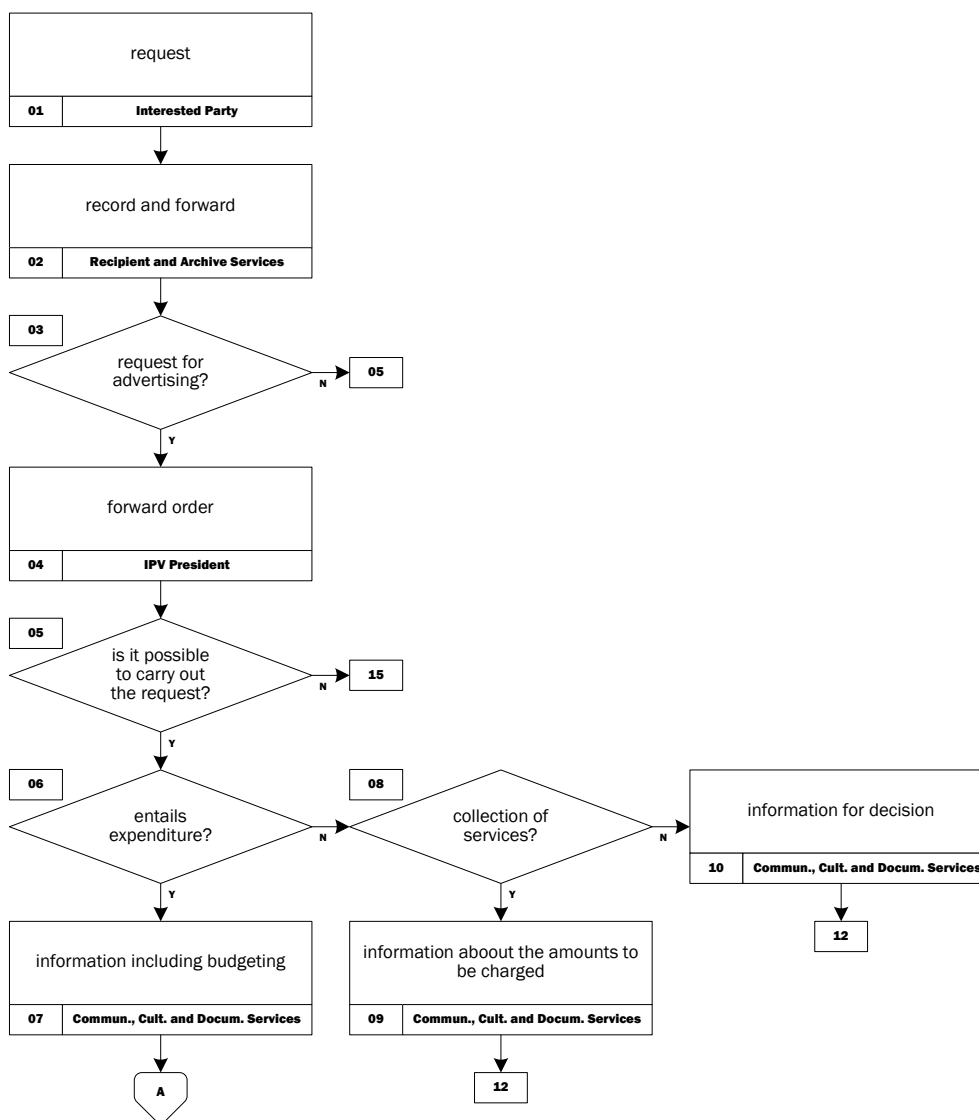 request
01 Interested Party
record and forward
02 Recipient and Archive Services
03
request for
advertising?
N 05
Y
forward order
04 IPV President
05
is it possible
to carry out
the request?
N 15
Y
06
entails
expenditure?
N
08
collection of
services?
N
information for decision
10 Commun., Cult. and Docum. Services
12
Y
information including budgeting
07 Commun., Cult. and Docum. Services
A
Y
information aboout the amounts to
be charged
09 Commun., Cult. and Docum. Services
12